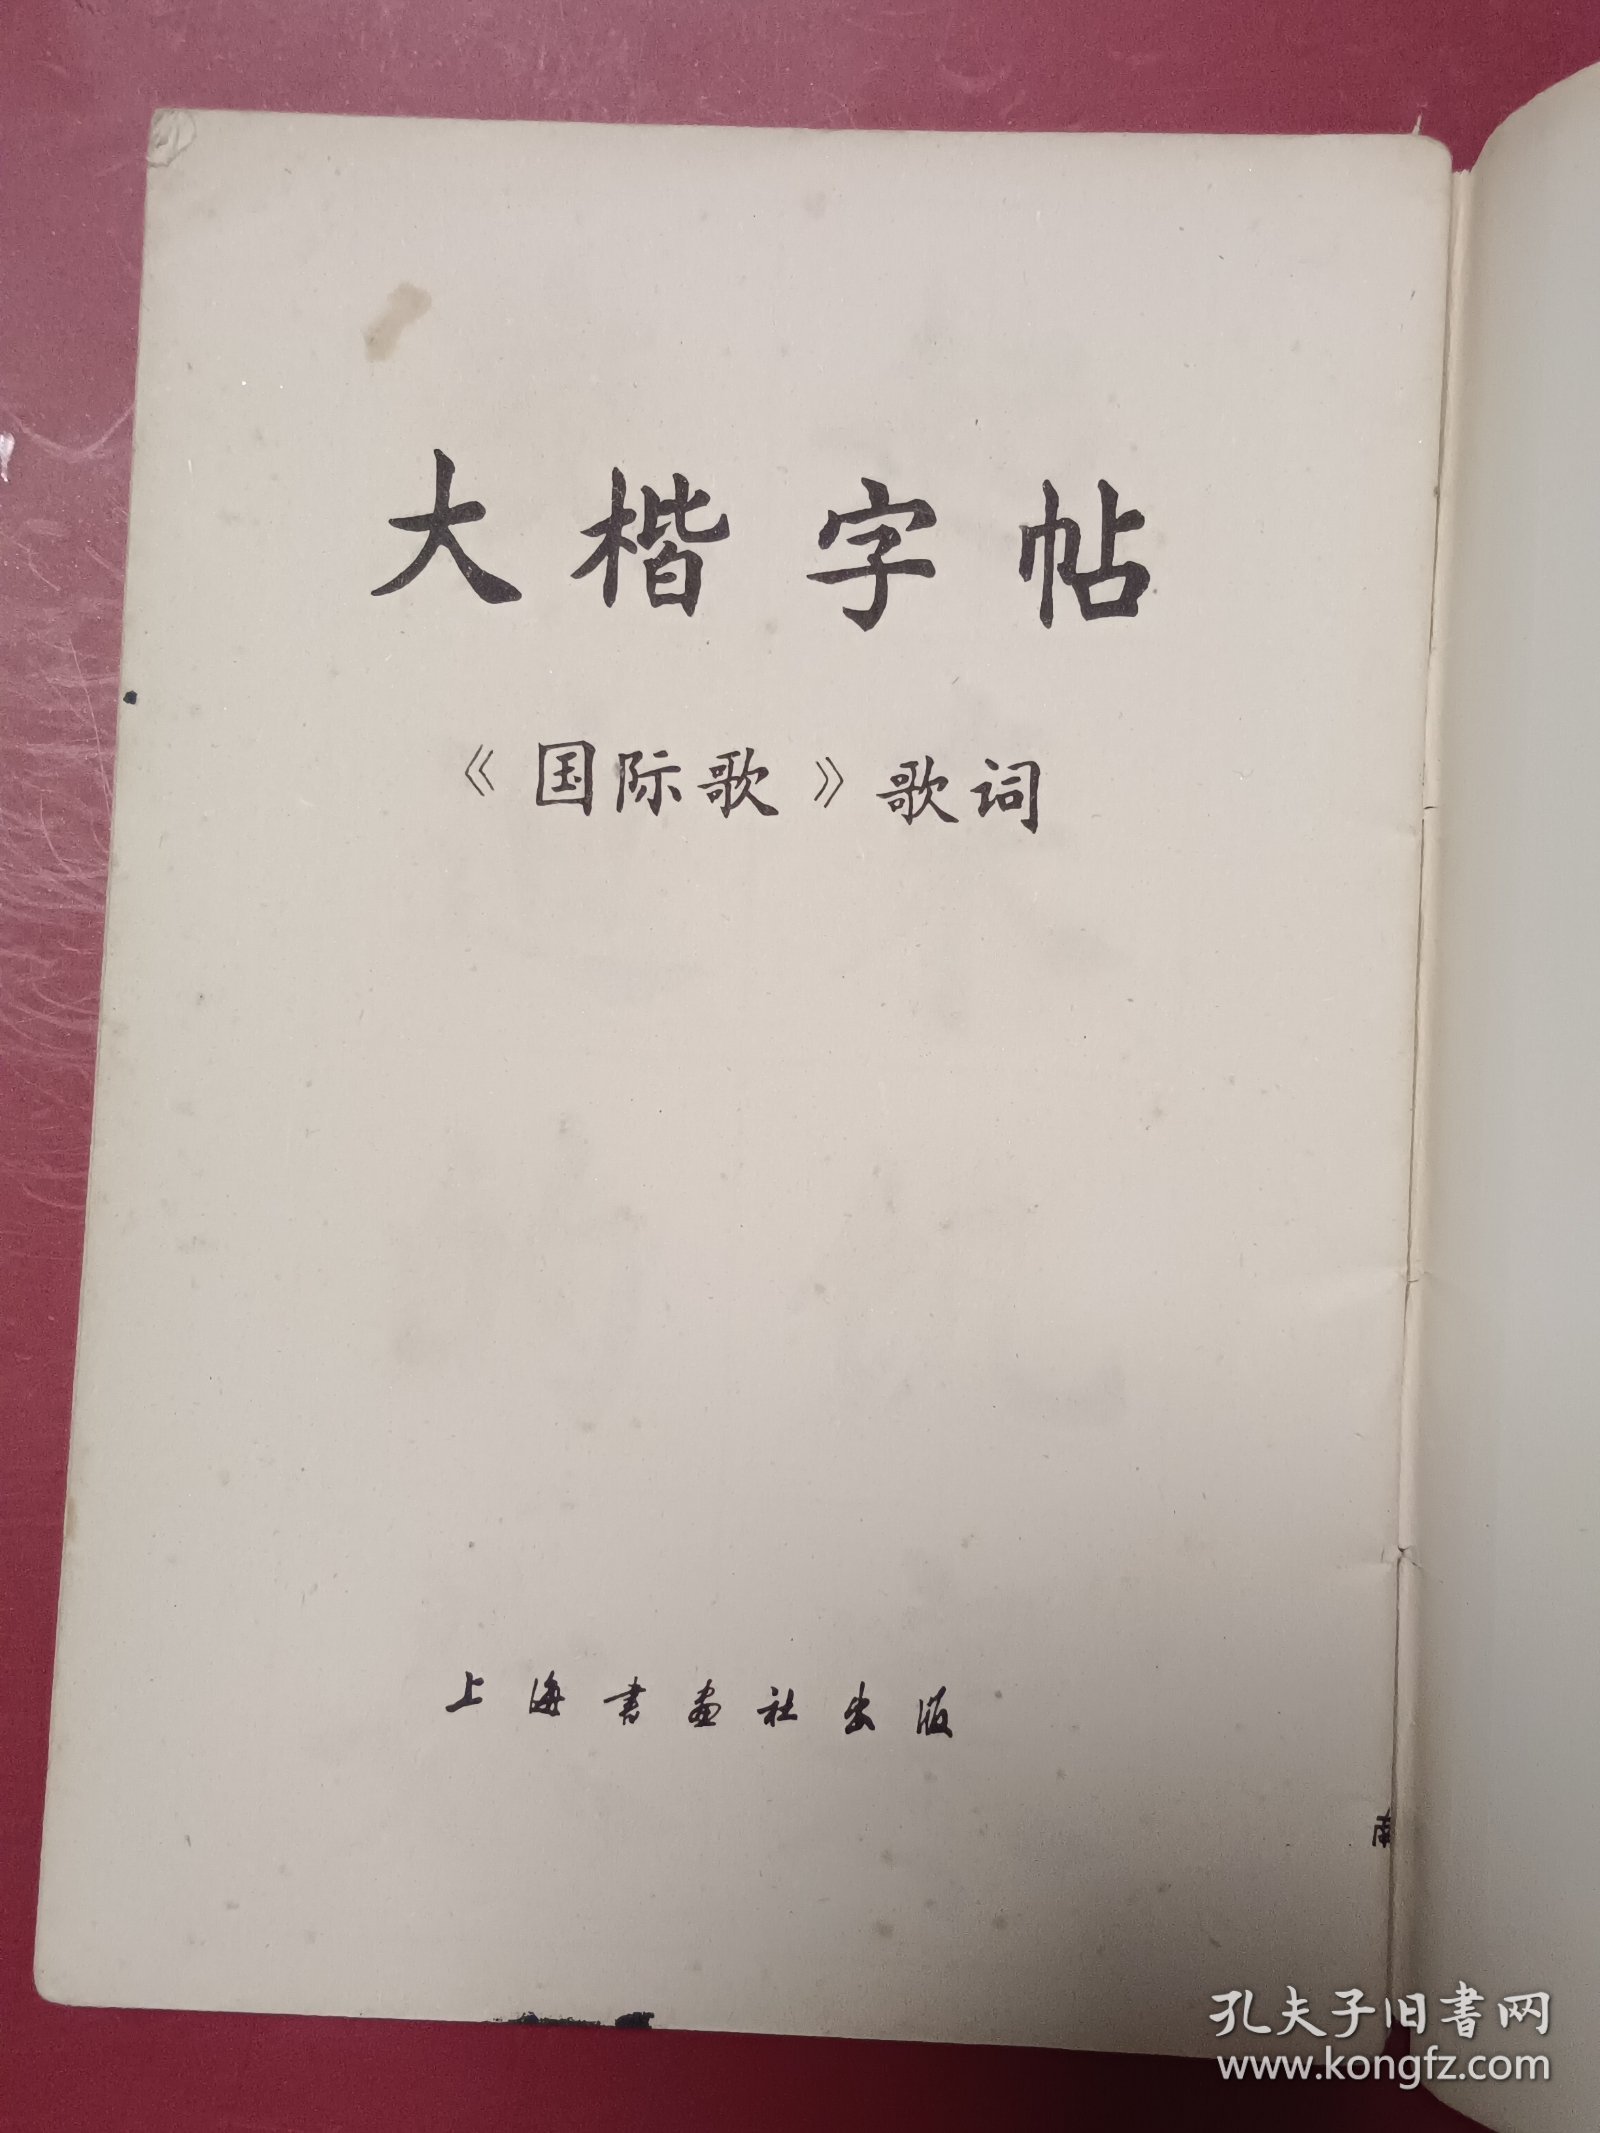 大楷字帖
《国际歌》歌词
上海书画社出版
南
孔夫子旧书网
www.kongfz.com